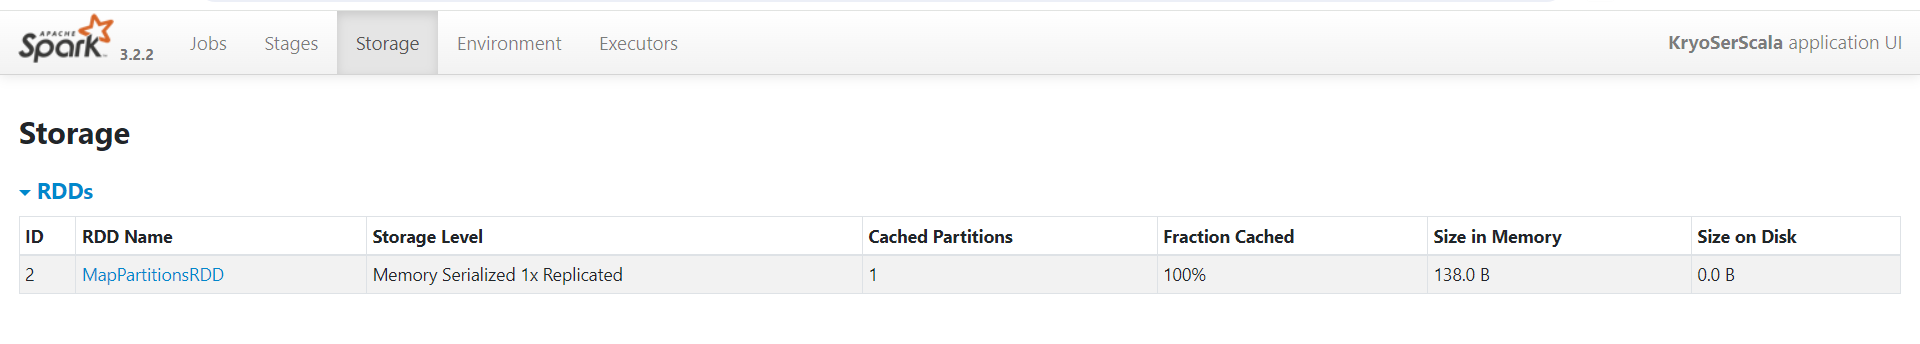 APACHE
Spark 3.2.2 Jobs Stages Storage Environment Executors KryoSerScala application UI
Storage
RDDs
ID RDD Name Storage Level Cached Partitions Fraction Cached Size in Memory Size on Disk
2 MapPartitionsRDD Memory Serialized 1x Replicated 1 100% 138.0 B 0.0 B